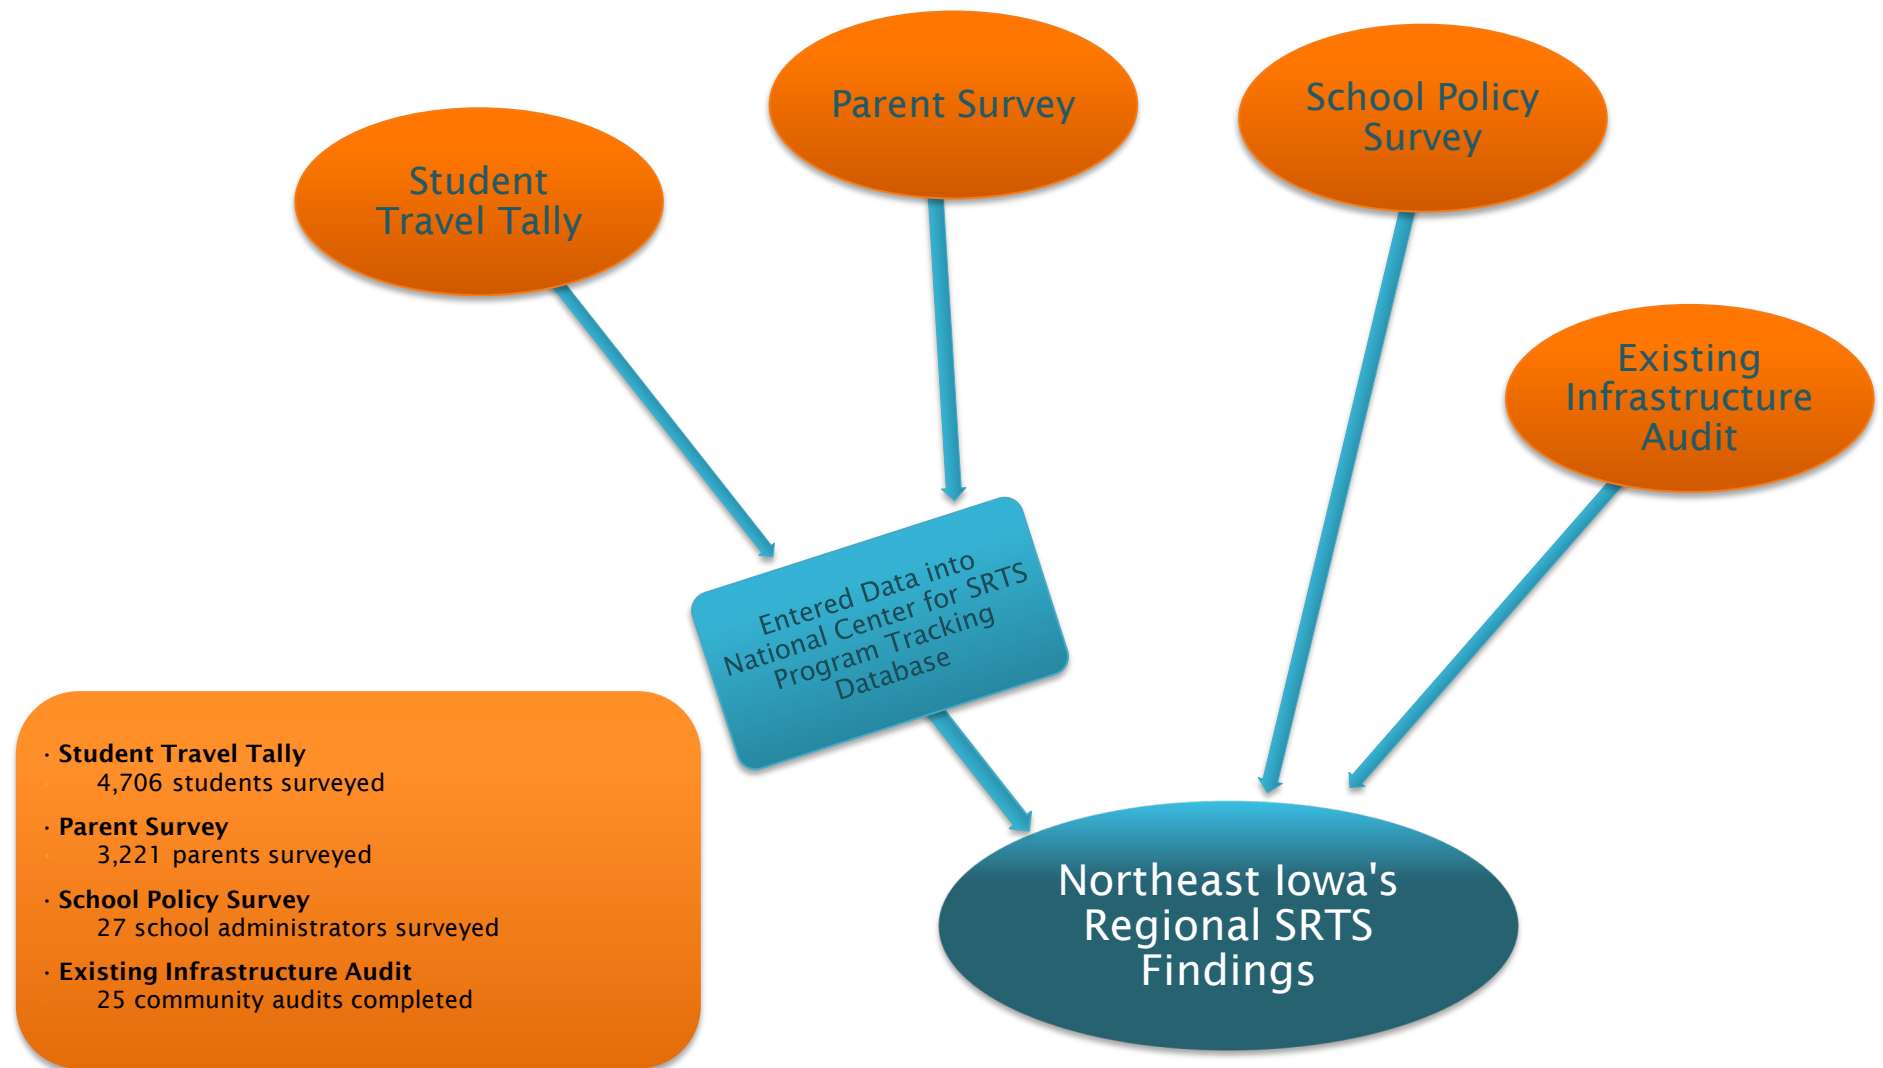 Parent Survey
School Policy
Survey
Student
Travel Tally
Existing
Infrastructure
Audit
Entered Data into
National Center for SRTS
Program Tracking
Database
· Student Travel Tally
4,706 students surveyed
· Parent Survey
3,221 parents surveyed
· School Policy Survey
27 school administrators surveyed
· Existing Infrastructure Audit
25 community audits completed
Northeast Iowa's
Regional SRTS
Findings